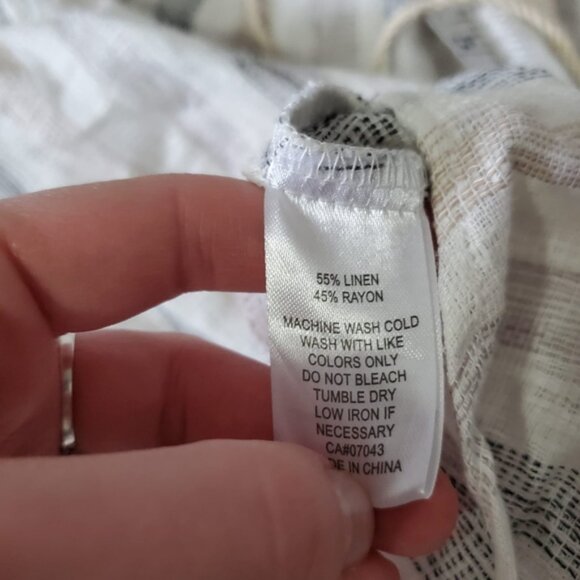 55% LINEN
45% RAYON
MACHINE WASH COLD
WASH WITH LIKE
COLORS ONLY
DO NOT BLEACH
TUMBLE DRY
LOW IRON IF
NECESSARY
CA#07043
DE IN CHINA